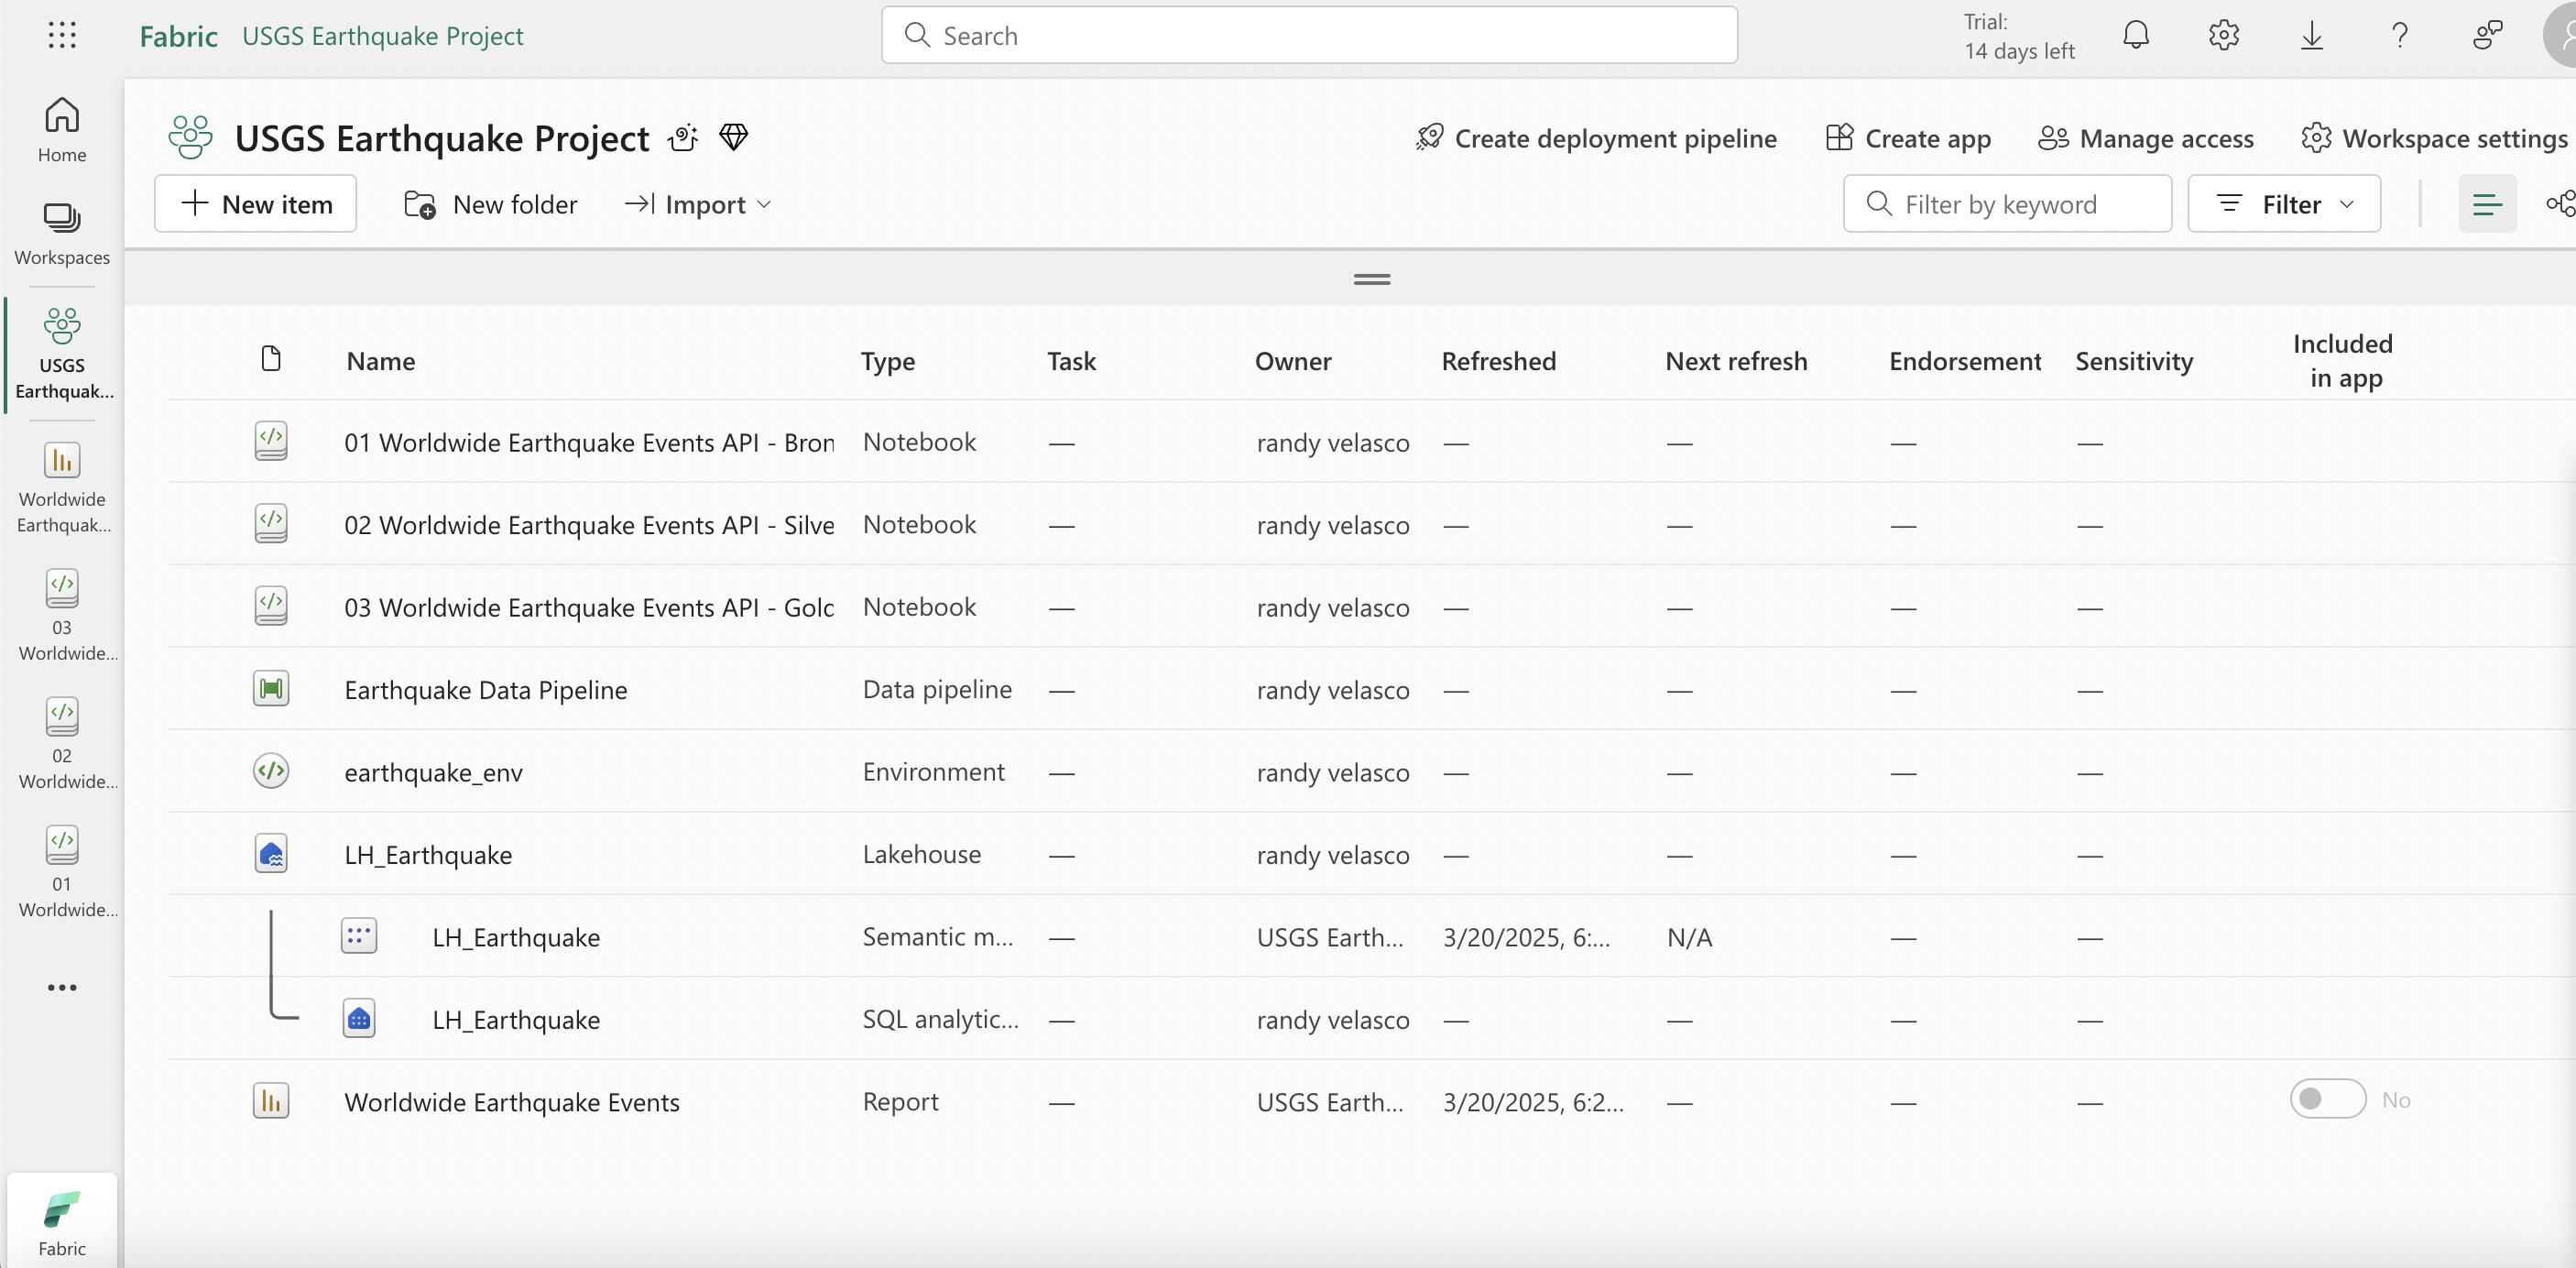 Fabric USGS Earthquake Project Search Trial:
14 days left
Home
Workspaces
USGS
Earthquak...
Worldwide
Earthquak...
03
Worldwide...
02
Worldwide...
01
Worldwide...
Fabric
USGS Earthquake Project Create deployment pipeline Create app Manage access Workspace settings
New item New folder Import Filter by keyword Filter
Name Type Task Owner Refreshed Next refresh Endorsement Sensitivity Included
in app
01 Worldwide Earthquake Events API - Bron Notebook — randy velasco — — — —
02 Worldwide Earthquake Events API - Silve Notebook — randy velasco — — — —
03 Worldwide Earthquake Events API - Gold Notebook — randy velasco — — — —
Earthquake Data Pipeline Data pipeline — randy velasco — — — —
earthquake_env Environment — randy velasco — — — —
LH_Earthquake Lakehouse — randy velasco — — — —
LH_Earthquake Semantic m... — USGS Earth... 3/20/2025, 6:... N/A — —
LH_Earthquake SQL analytic... — randy velasco — — — —
Worldwide Earthquake Events Report — USGS Earth... 3/20/2025, 6:2... — — — No